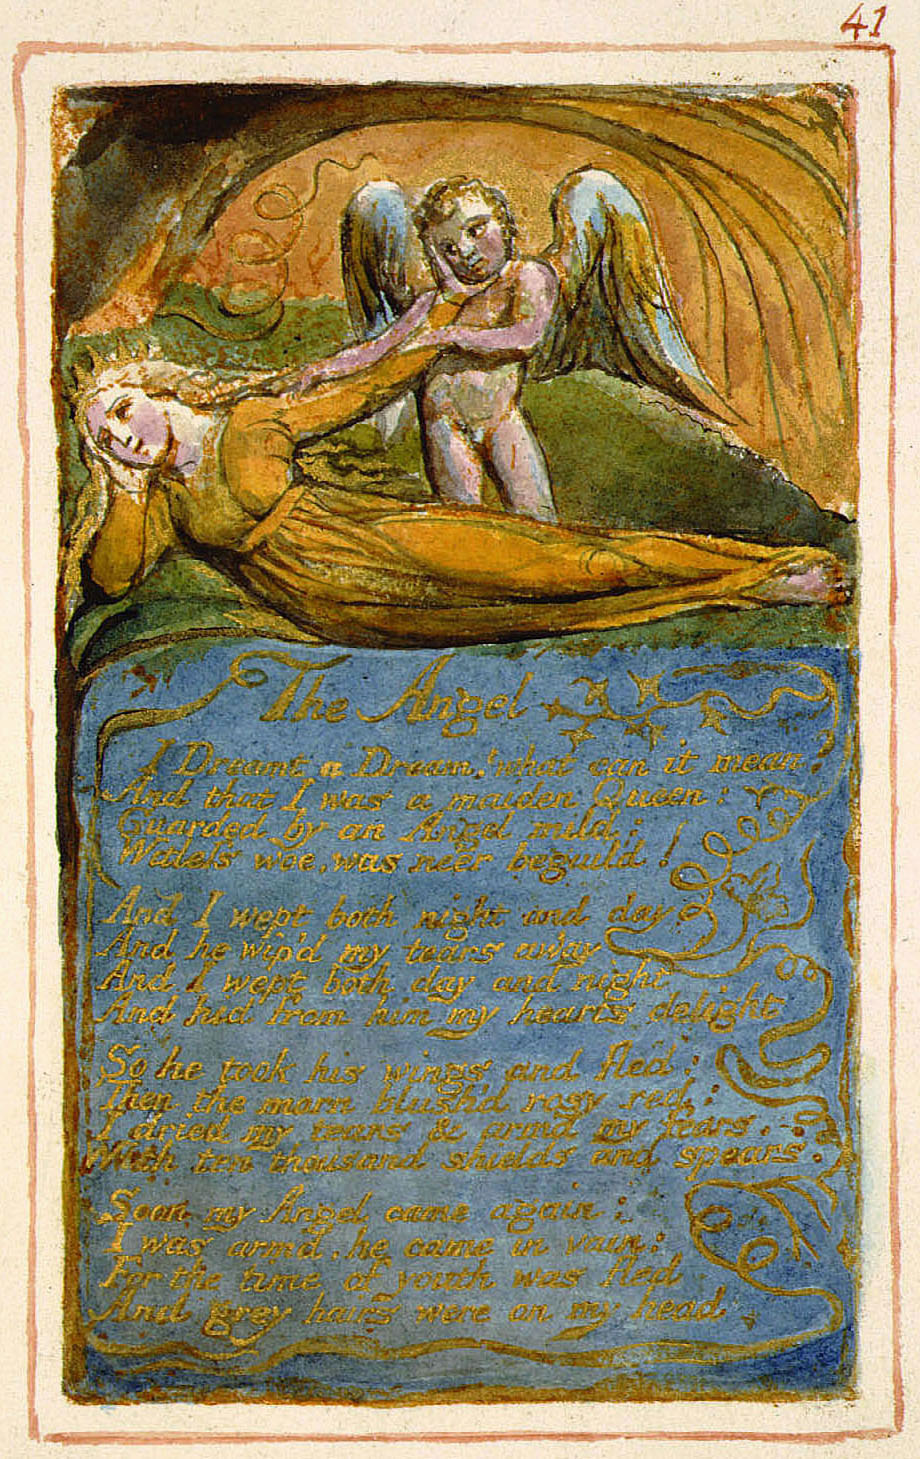 41
The Angel
I Dreamt a Dream! what can it mean?
And that I was a maiden Queen:
Guarded by an Angel mild;
Witless woe, was neer beguil'd!
And I wept both night and day
And he wip'd my tears away
And I wept both day and night
And hid from him my hearts delight
So he took his wings and fled:
Then the morn blush'd rosy red:
I dried my tears & armd my fears,
With ten thousand shields and spears.
Soon my Angel came again:
I was arm'd, he came in vain:
For the time of youth was fled
And grey hairs were on my head